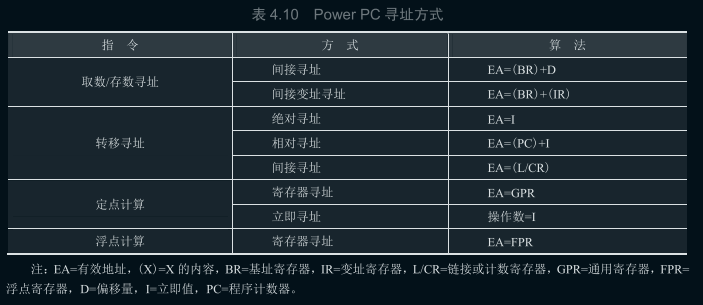 表 4.10 Power PC 寻址方式
指 令 方 式 算 法
取数/存数寻址 间接寻址 EA=(BR)+D
间接变址寻址 EA=(BR)+(IR)
转移寻址 绝对寻址 EA=I
相对寻址 EA=(PC)+I
间接寻址 EA=(L/CR)
定点计算 寄存器寻址 EA=GPR
立即寻址 操作数=I
浮点计算 寄存器寻址 EA=FPR
注：EA=有效地址，(X)=X 的内容，BR=基址寄存器，IR=变址寄存器，L/CR=链接或计数寄存器，GPR=通用寄存器，FPR=
浮点寄存器，D=偏移量，I=立即值，PC=程序计数器。